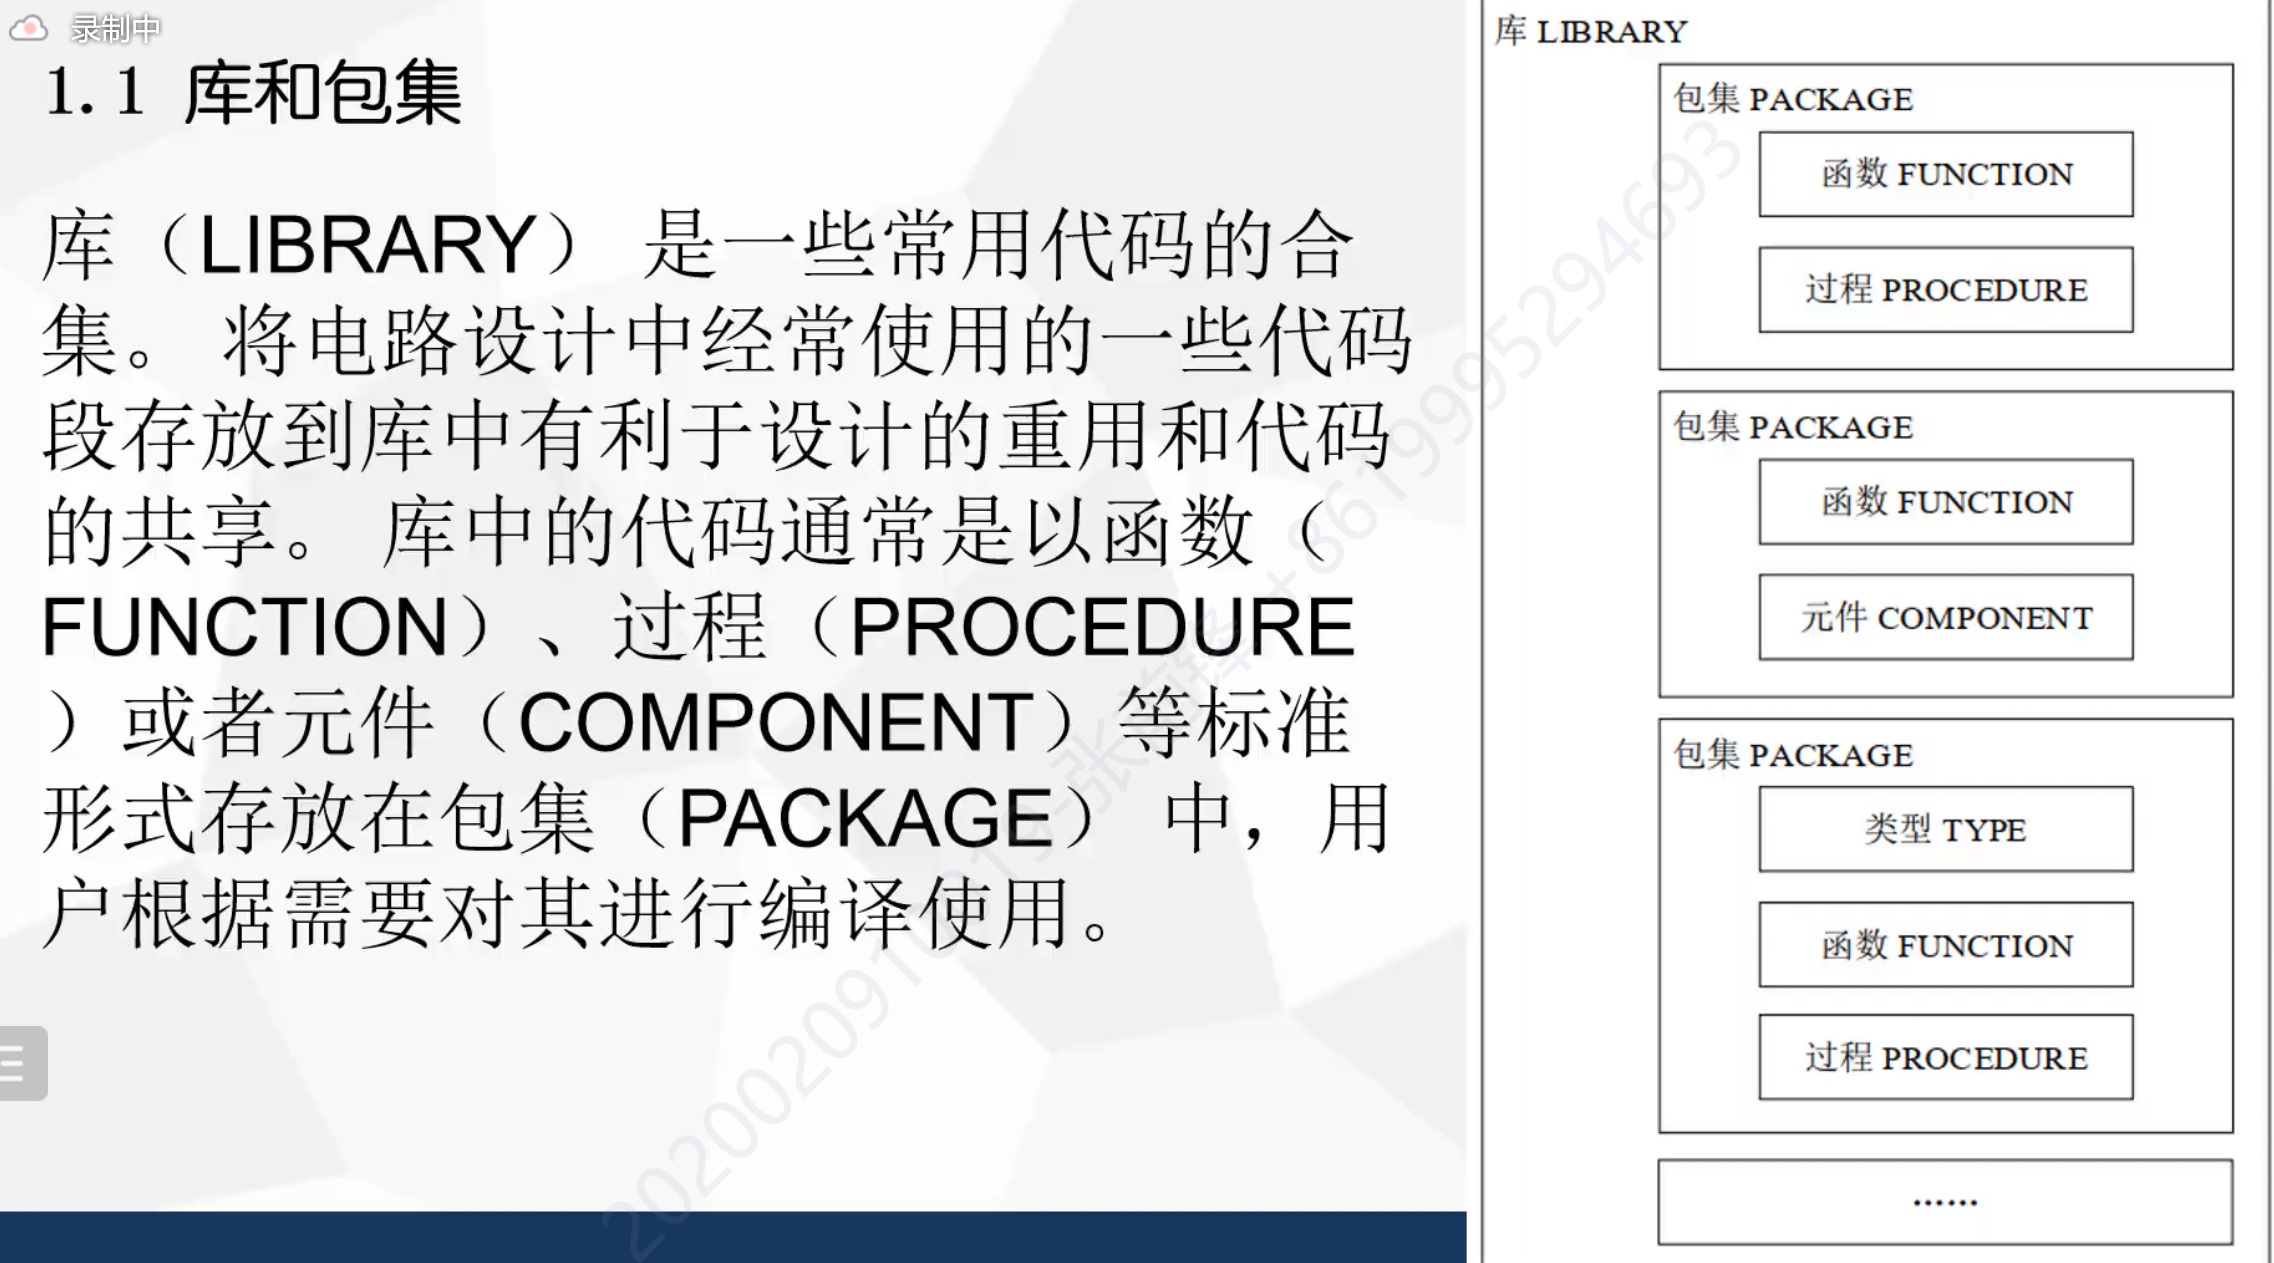 录制中
1.1 库和包集
库（LIBRARY） 是一些常用代码的合
集。 将电路设计中经常使用的一些代码
段存放到库中有利于设计的重用和代码
的共享。 库中的代码通常是以函数（
FUNCTION）、过程（PROCEDURE
）或者元件（COMPONENT）等标准
形式存放在包集（PACKAGE） 中，用
户根据需要对其进行编译使用。
库 LIBRARY
包集 PACKAGE
函数 FUNCTION
过程 PROCEDURE
包集 PACKAGE
函数 FUNCTION
元件 COMPONENT
包集 PACKAGE
类型 TYPE
函数 FUNCTION
过程 PROCEDURE
……